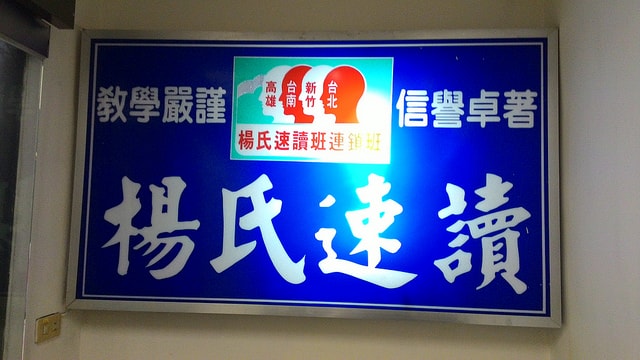 教學嚴謹
高雄 台南 新竹 台北
楊氏速讀班連鎖班
信譽卓著
楊氏速讀